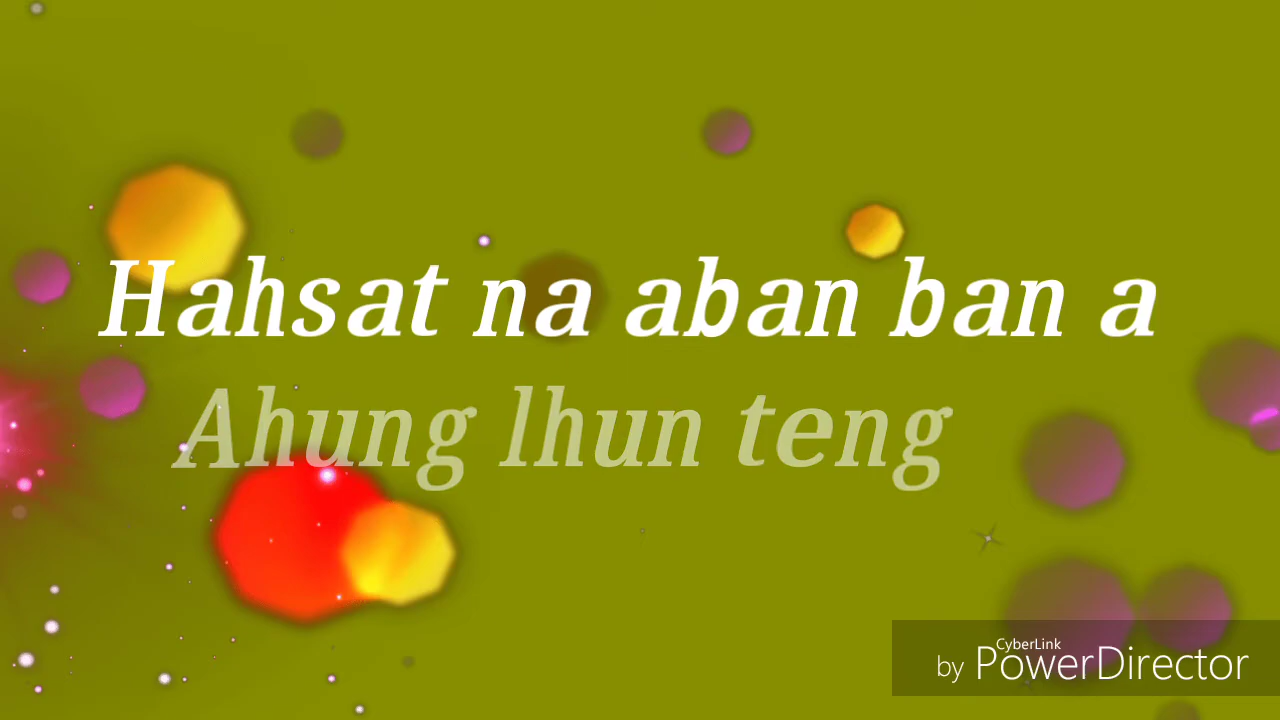 Hahsat na aban ban a
Ahung lhun teng
CyberLink
by PowerDirector